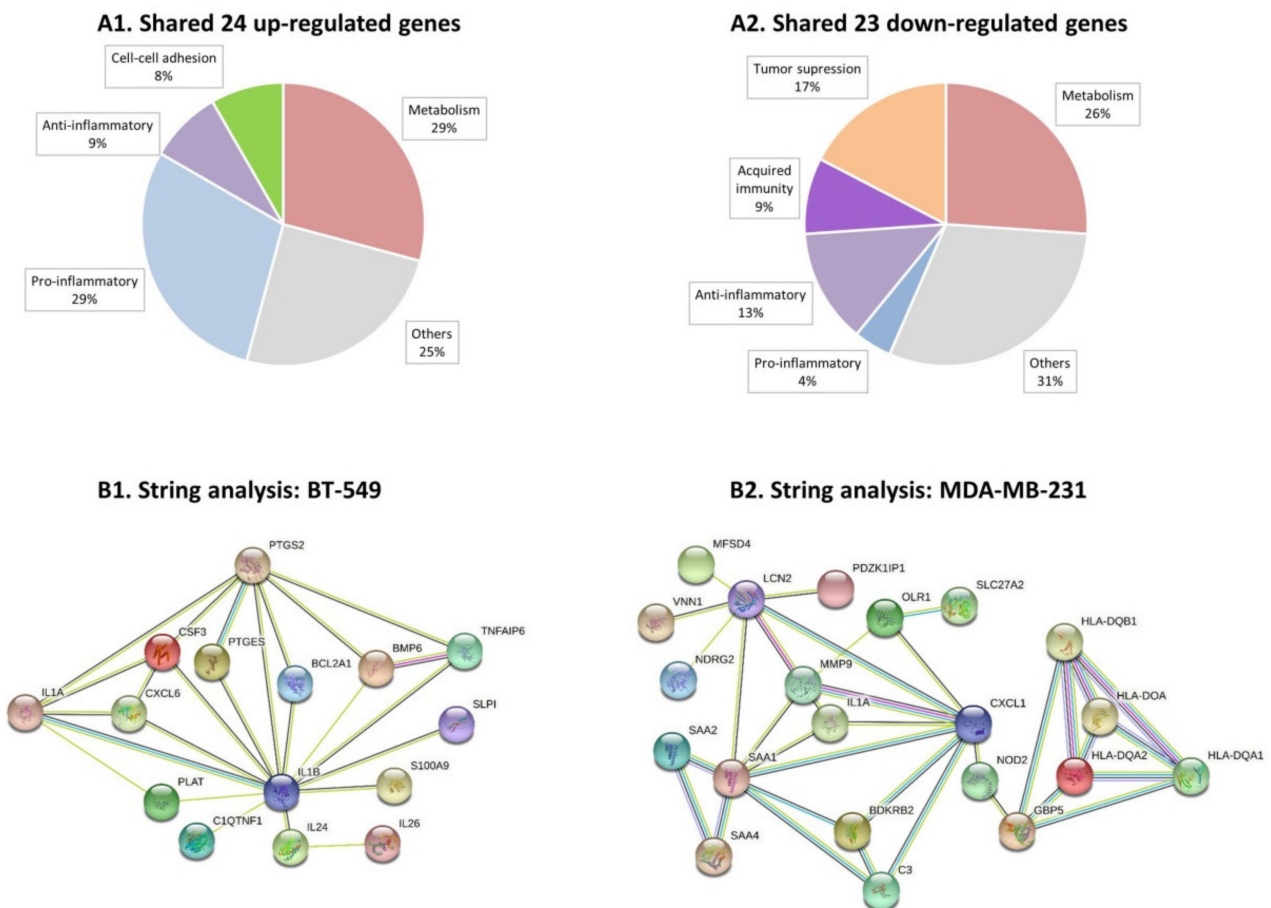 A1. Shared 24 up-regulated genes
Cell-cell adhesion
8%
Metabolism
29%
Anti-inflammatory
9%
Pro-inflammatory
29%
Others
25%
A2. Shared 23 down-regulated genes
Tumor supression
17%
Metabolism
26%
Acquired
immunity
9%
Anti-inflammatory
13%
Pro-inflammatory
4%
Others
31%
B1. String analysis: BT-549
PTGS2
CSF3
PTGES
TNFAIP6
BMP6
BCL2A1
IL1A
CXCL6
SLPI
IL1B
S100A9
PLAT
C1QTNF1
IL24
IL26
B2. String analysis: MDA-MB-231
MFSD4
LCN2
PDZK1IP1
SLC27A2
OLR1
VNN1
HLA-DQB1
NDRG2
MMP9
IL1A
CXCL1
HLA-DOA
SAA2
SAA1
NOD2
HLA-DQA2
HLA-DQA1
BDKRB2
GBP5
SAA4
C3